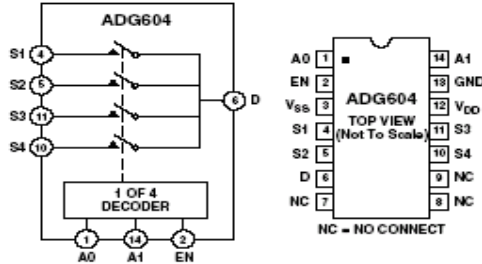 ADG604
S1 4
S2 5
S3 11
S4 10
6 D
1 OF 4
DECODER
1 14 2
A0 A1 EN
A0 1 14 A1
EN 2 13 GND
VSS 3 12 VDD
S1 4 11 S3
S2 5 10 S4
D 6 9 NC
NC 7 8 NC
ADG604
TOP VIEW
(Not To Scale)
NC = NO CONNECT